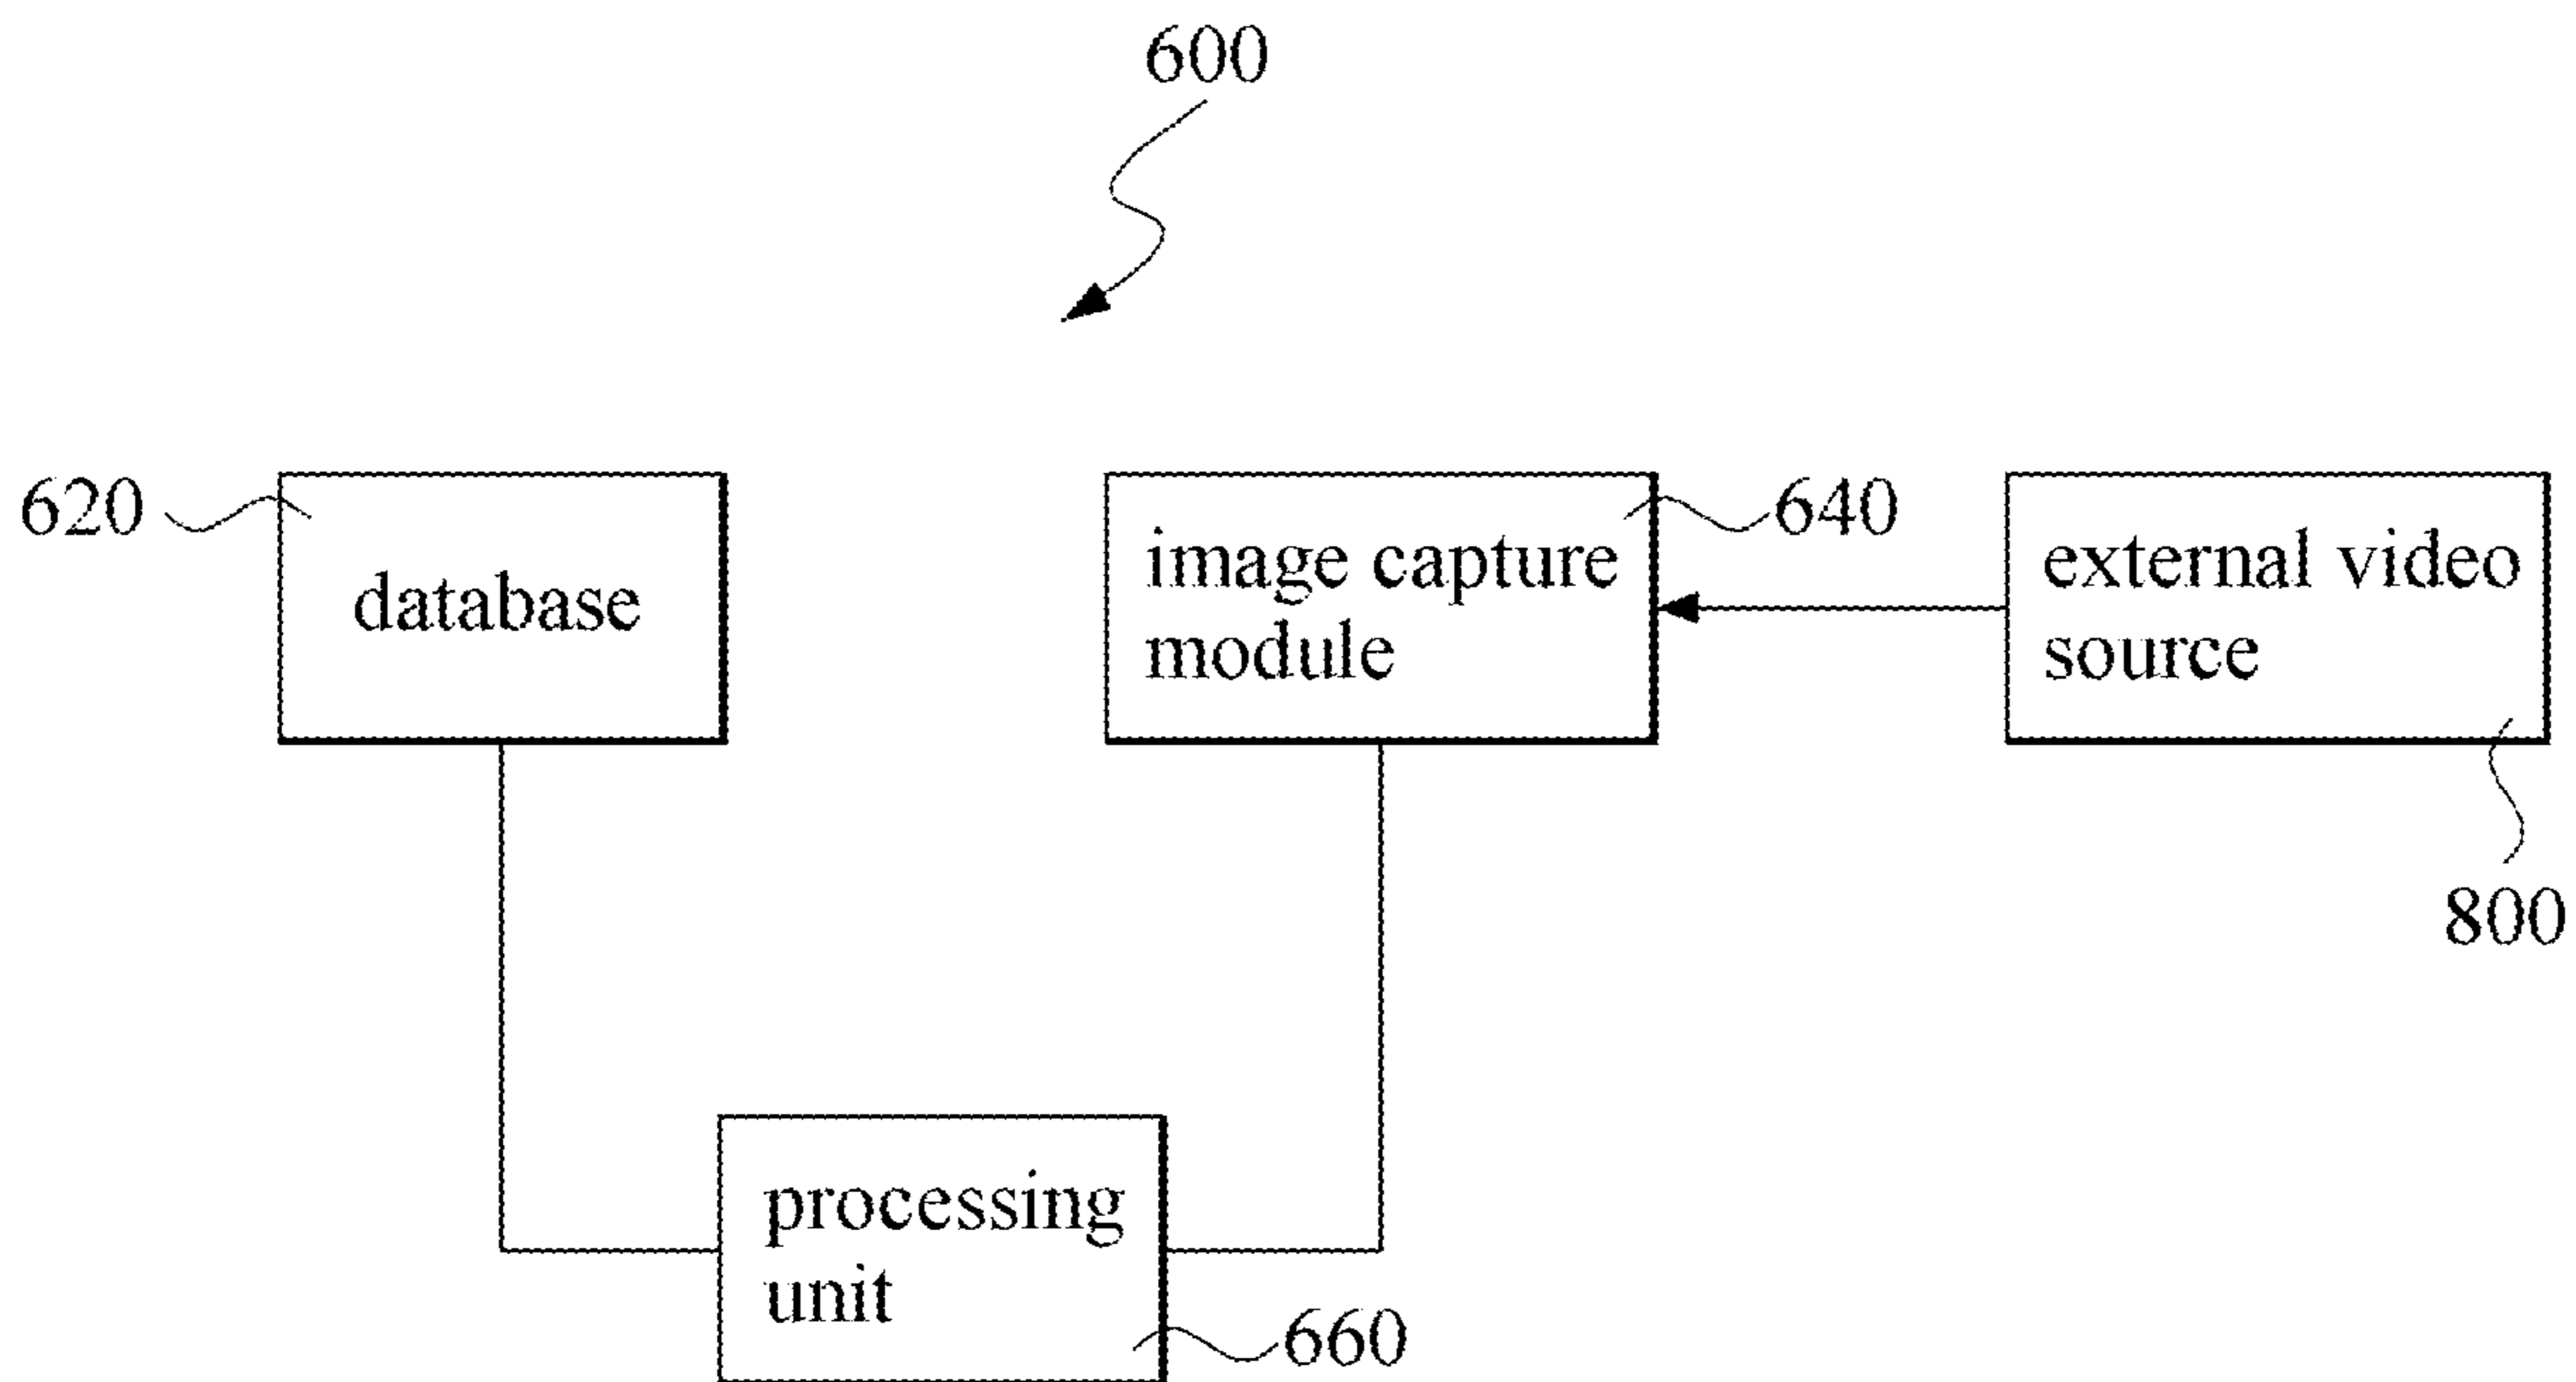 600
620
database
image capture
module
640
external video
source
800
processing
unit
660